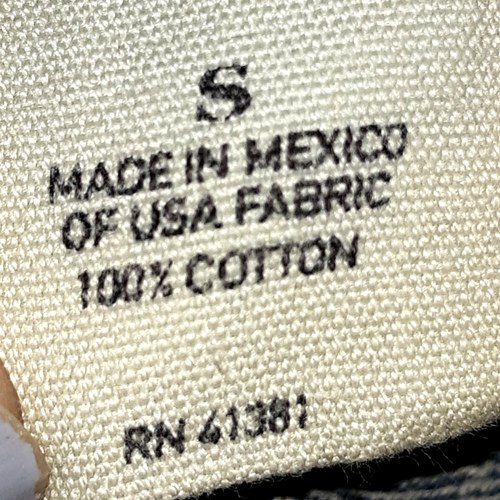 S
MADE IN MEXICO
OF USA FABRIC
100% COTTON
RN 41381